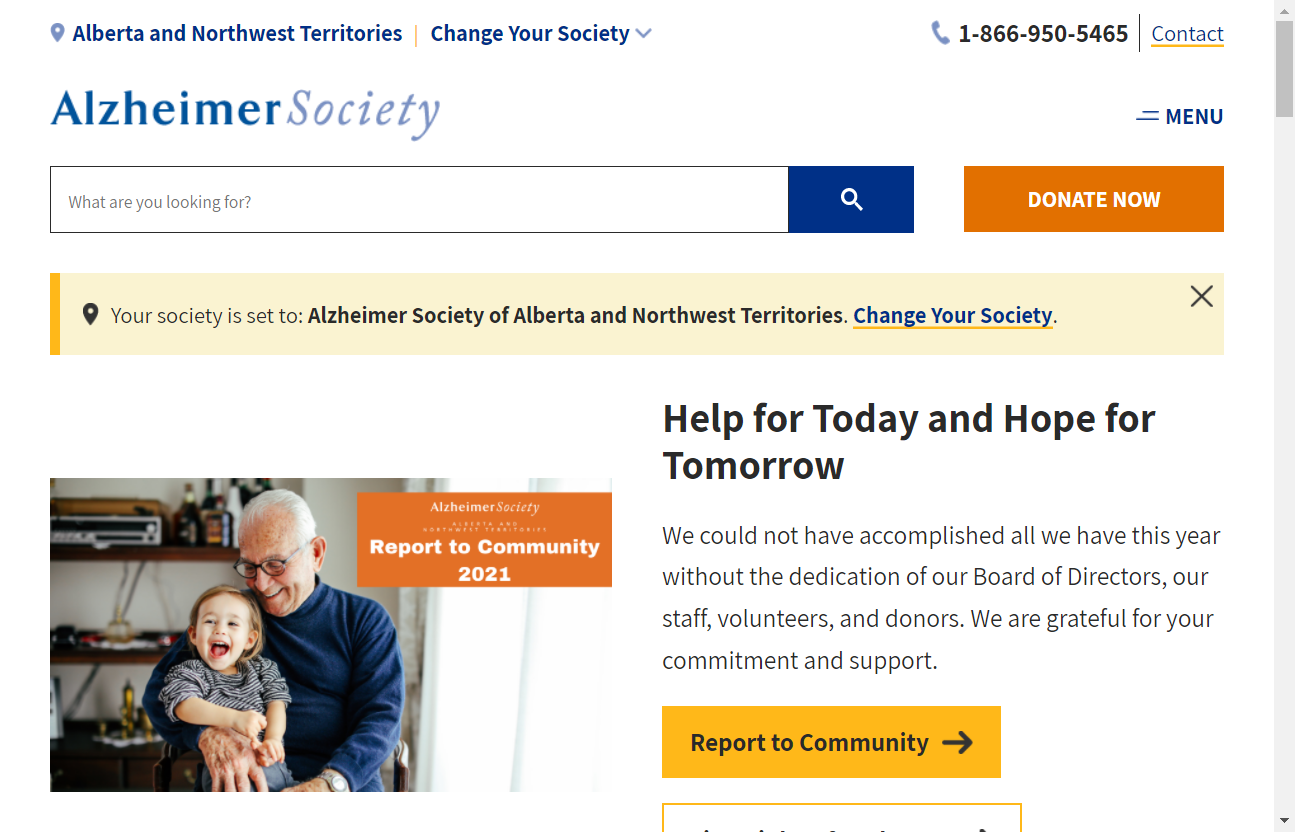 Alberta and Northwest Territories | Change Your Society
1-866-950-5465
Contact
Alzheimer Society
MENU
What are you looking for?
DONATE NOW
Your society is set to: Alzheimer Society of Alberta and Northwest Territories. Change Your Society.
Help for Today and Hope for
Tomorrow
We could not have accomplished all we have this year
without the dedication of our Board of Directors, our
staff, volunteers, and donors. We are grateful for your
commitment and support.
Alzheimer Society
ALBERTA AND
NORTHWEST TERRITORIES
Report to Community
2021
Report to Community